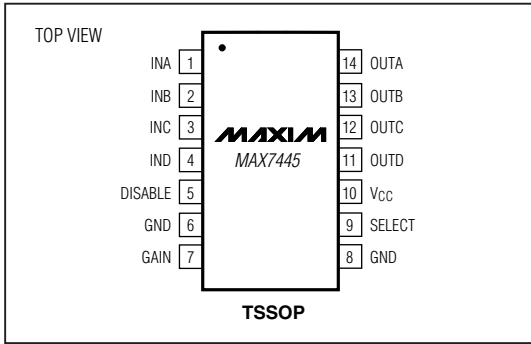 TOP VIEW
INA 1
INB 2
INC 3
IND 4
DISABLE 5
GND 6
GAIN 7
MAXIM
MAX7445
14 OUTA
13 OUTB
12 OUTC
11 OUTD
10 VCC
9 SELECT
8 GND
TSSOP